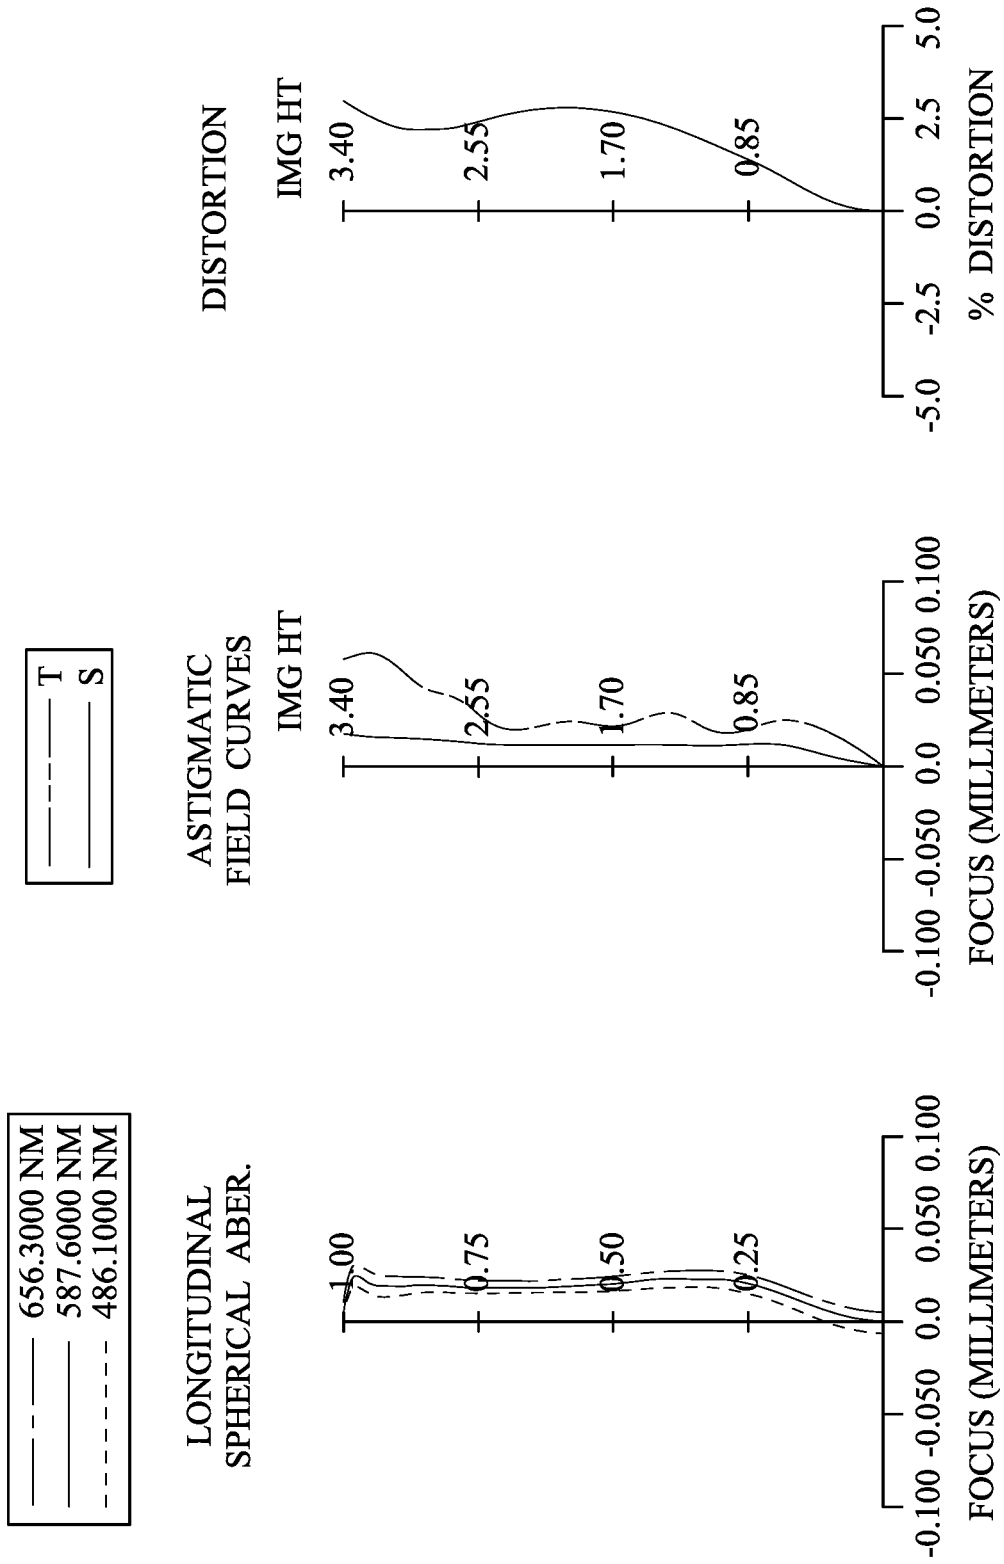 656.3000 NM
587.6000 NM
486.1000 NM
LONGITUDINAL
SPHERICAL ABER.
1.00
0.75
0.50
0.25
-0.100 -0.050 0.0 0.050 0.100
FOCUS (MILLIMETERS)
T
S
ASTIGMATIC
FIELD CURVES
IMG HT
3.40
2.55
1.70
0.85
-0.100 -0.050 0.0 0.050 0.100
FOCUS (MILLIMETERS)
DISTORTION
IMG HT
3.40
2.55
1.70
0.85
-5.0 -2.5 0.0 2.5 5.0
% DISTORTION